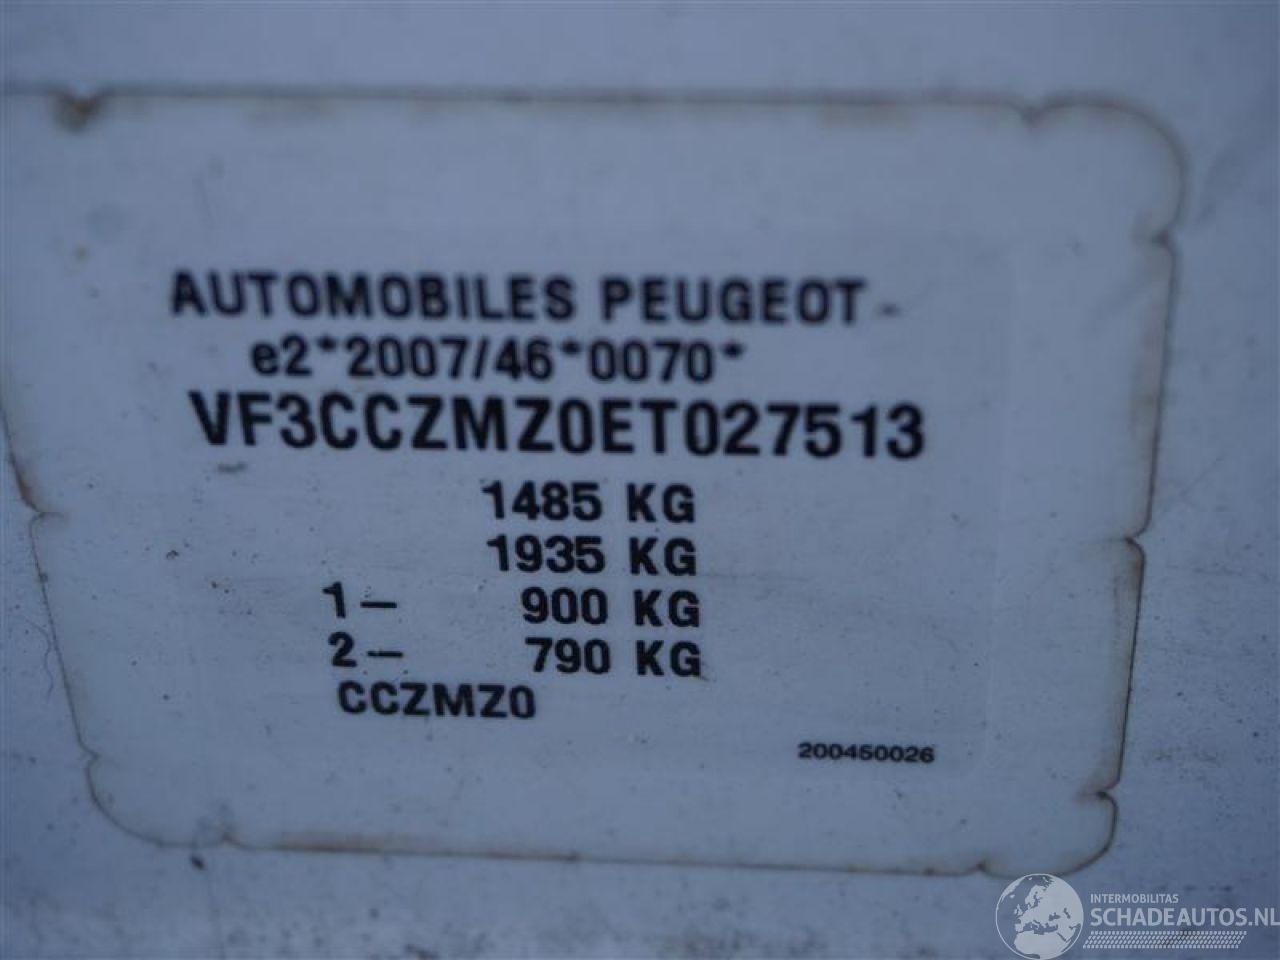 AUTOMOBILES PEUGEOT -
e2*2007/46*0070*
VF3CCZMZ0ET027513
1485 KG
1935 KG
1- 900 KG
2- 790 KG
CCZMZ0
200450026
INTERMOBILITAS
SCHADEAUTOS.NL